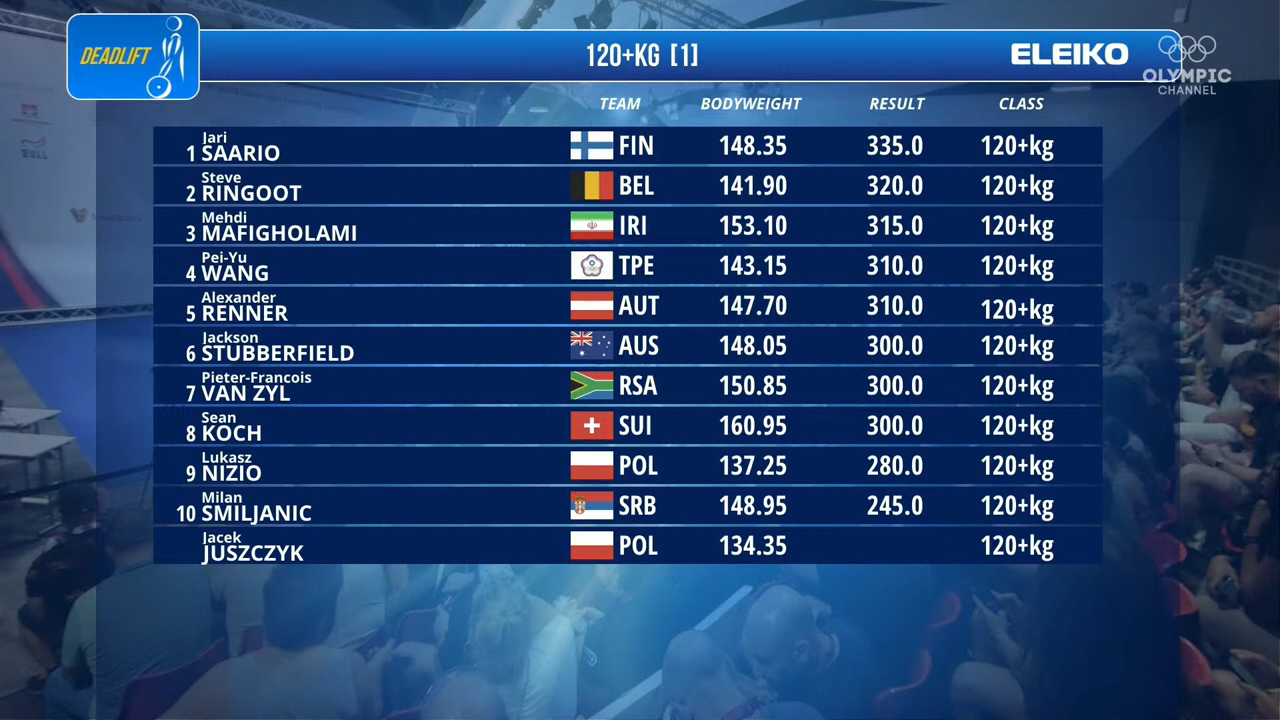 DEADLIFT
120+KG [1]
ELEIKO
OLYMPIC
CHANNEL
TEAM BODYWEIGHT RESULT CLASS
Jari
1 SAARIO FIN 148.35 335.0 120+kg
Steve
2 RINGOOT BEL 141.90 320.0 120+kg
Mehdi
3 MAFIGHOLAMI IRI 153.10 315.0 120+kg
Pei-Yu
4 WANG TPE 143.15 310.0 120+kg
Alexander
5 RENNER AUT 147.70 310.0 120+kg
Jackson
6 STUBBERFIELD AUS 148.05 300.0 120+kg
Pieter-Francois
7 VAN ZYL RSA 150.85 300.0 120+kg
Sean
8 KOCH SUI 160.95 300.0 120+kg
Lukasz
9 NIZIO POL 137.25 280.0 120+kg
Milan
10 SMILJANIC SRB 148.95 245.0 120+kg
Jacek
JUSZCZYK POL 134.35 120+kg